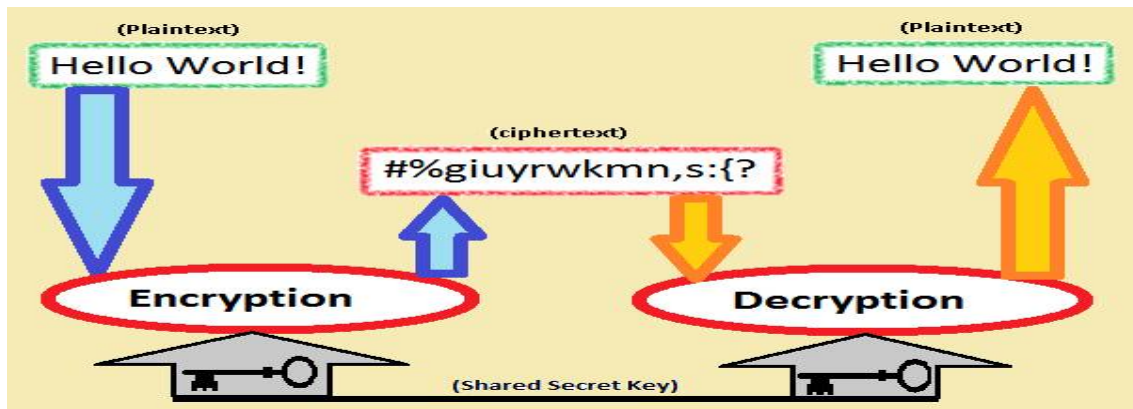 (Plaintext)
Hello World!
(Plaintext)
Hello World!
(ciphertext)
#%giuyrwkmn,s:{?
Encryption
Decryption
(Shared Secret Key)